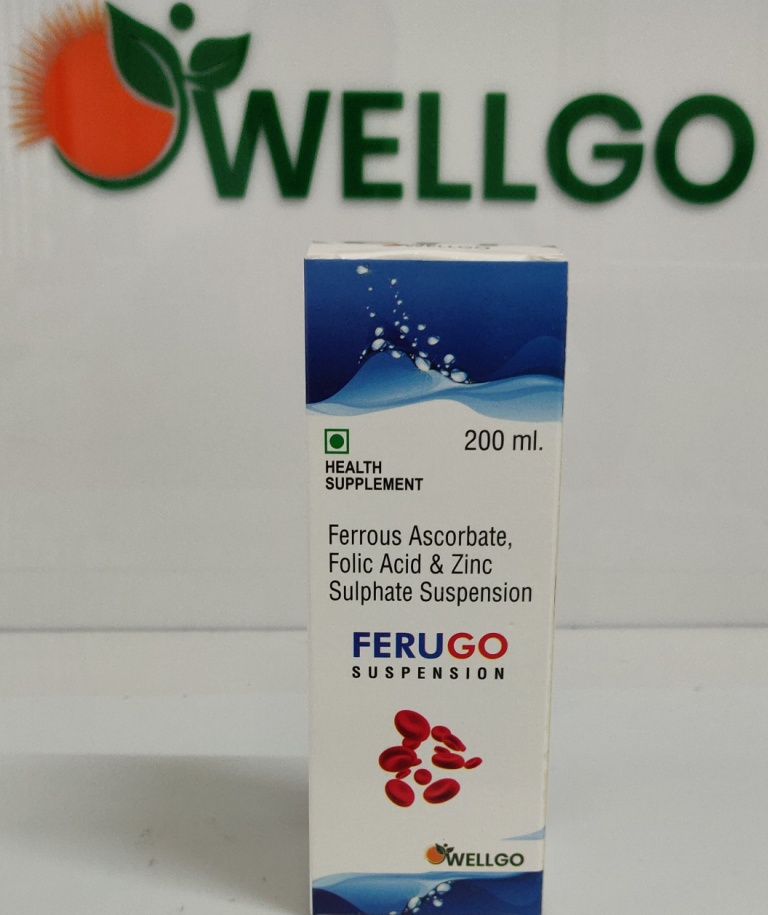 WELLGO
200 ml.
HEALTH
SUPPLEMENT
Ferrous Ascorbate,
Folic Acid & Zinc
Sulphate Suspension
FERUGO
SUSPENSION
WELLGO